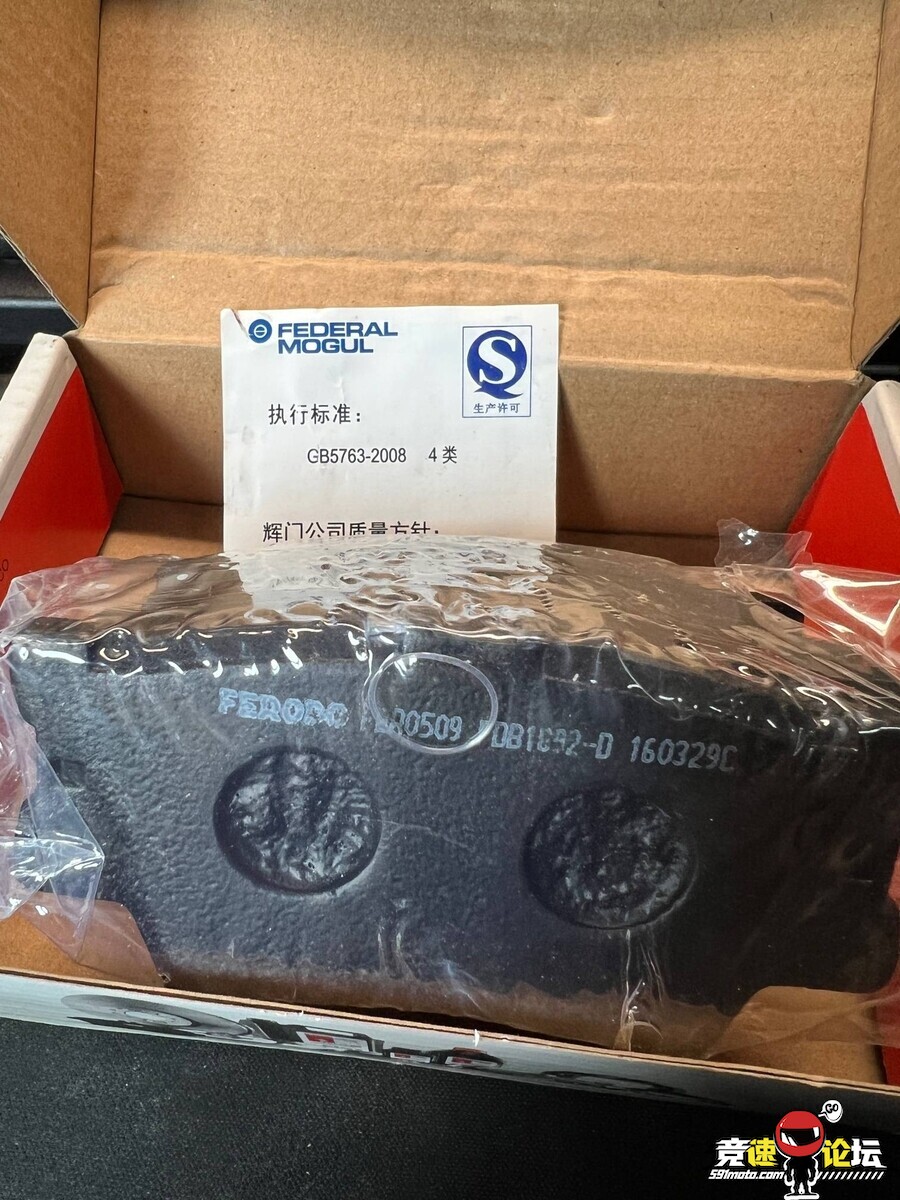 FEDERAL
MOGUL
S
生产许可
执行标准：
GB5763-2008 4类
辉门公司质量方针：
FERODO 160329C
GO
竞速论坛
591moto.com